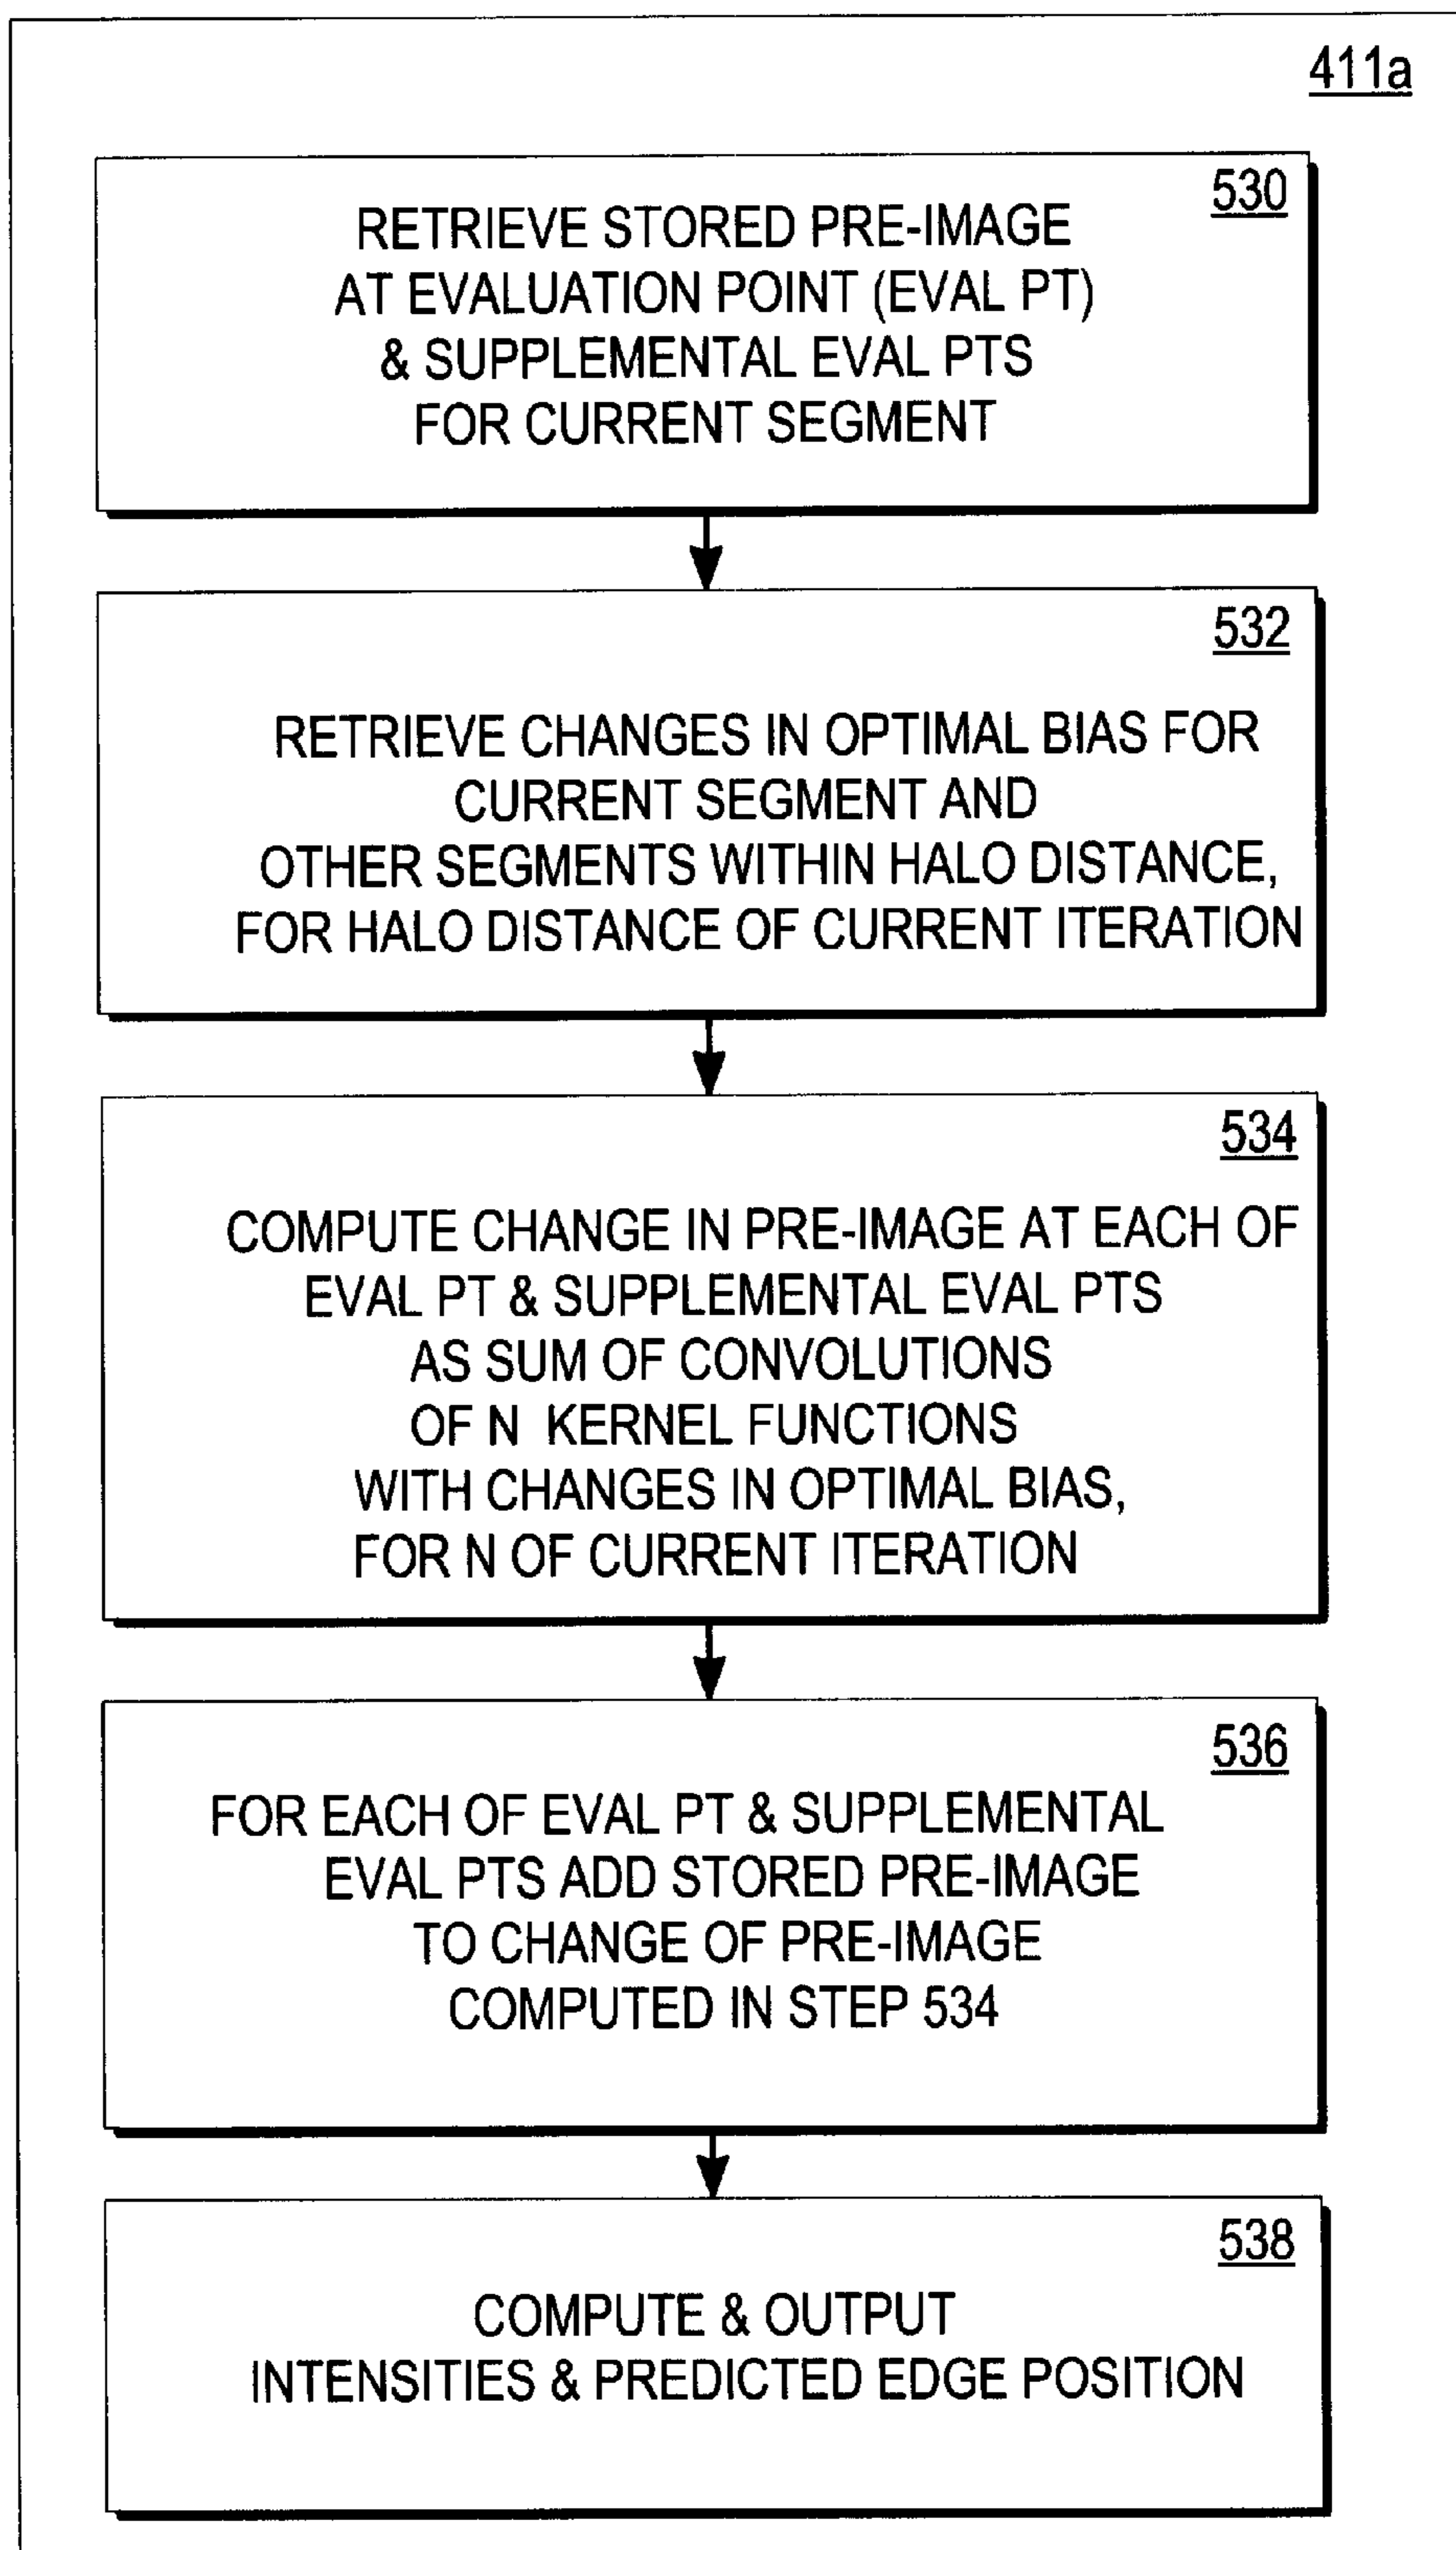 411a
530
RETRIEVE STORED PRE-IMAGE
AT EVALUATION POINT (EVAL PT)
& SUPPLEMENTAL EVAL PTS
FOR CURRENT SEGMENT
532
RETRIEVE CHANGES IN OPTIMAL BIAS FOR
CURRENT SEGMENT AND
OTHER SEGMENTS WITHIN HALO DISTANCE,
FOR HALO DISTANCE OF CURRENT ITERATION
534
COMPUTE CHANGE IN PRE-IMAGE AT EACH OF
EVAL PT & SUPPLEMENTAL EVAL PTS
AS SUM OF CONVOLUTIONS
OF N KERNEL FUNCTIONS
WITH CHANGES IN OPTIMAL BIAS,
FOR N OF CURRENT ITERATION
536
FOR EACH OF EVAL PT & SUPPLEMENTAL
EVAL PTS ADD STORED PRE-IMAGE
TO CHANGE OF PRE-IMAGE
COMPUTED IN STEP 534
538
COMPUTE & OUTPUT
INTENSITIES & PREDICTED EDGE POSITION